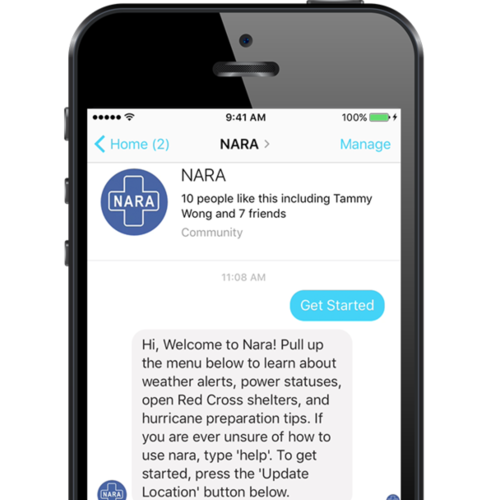 9:41 AM
100%
Home (2)
NARA
Manage
NARA
NARA
10 people like this including Tammy
Wong and 7 friends
Community
11:08 AM
Get Started
Hi, Welcome to Nara! Pull up
the menu below to learn about
weather alerts, power statuses,
open Red Cross shelters, and
hurricane preparation tips. If
you are ever unsure of how to
use nara, type 'help'. To get
started, press the 'Update
Location' button below.
NARA